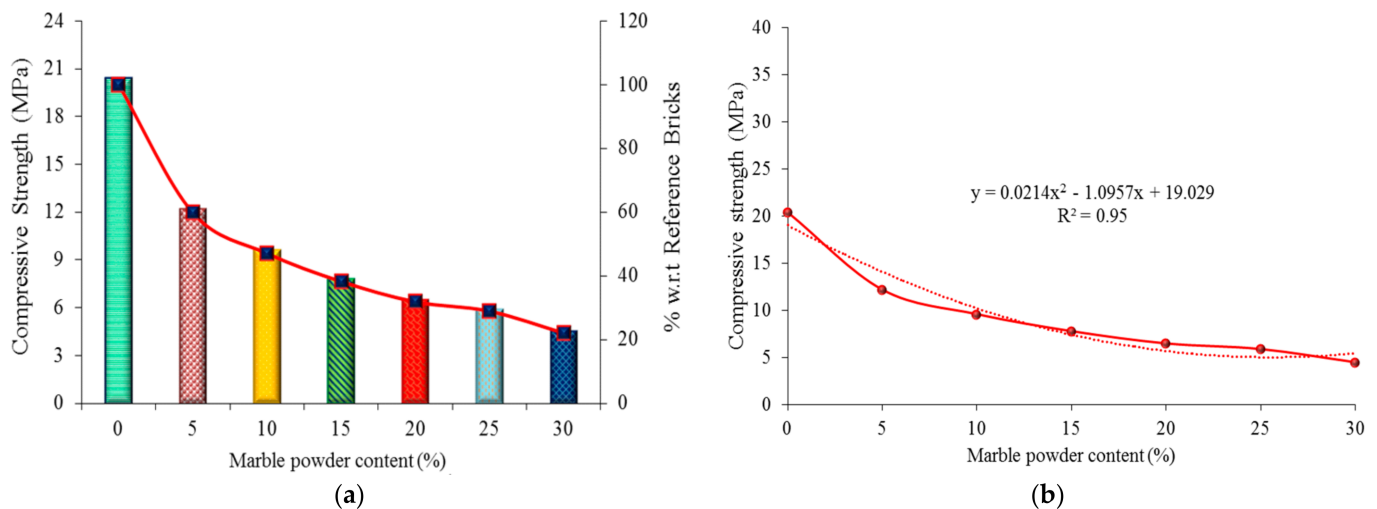 24
21
18
15
12
9
6
3
0
Compressive Strength (MPa)
120
100
80
60
40
20
0
% w.r.t Reference Bricks
0 5 10 15 20 25 30
Marble powder content (%)
(a)
40
35
30
25
20
15
10
5
0
Compressive strength (MPa)
y = 0.0214x² - 1.0957x + 19.029
R² = 0.95
0 5 10 15 20 25 30
Marble powder content (%)
(b)